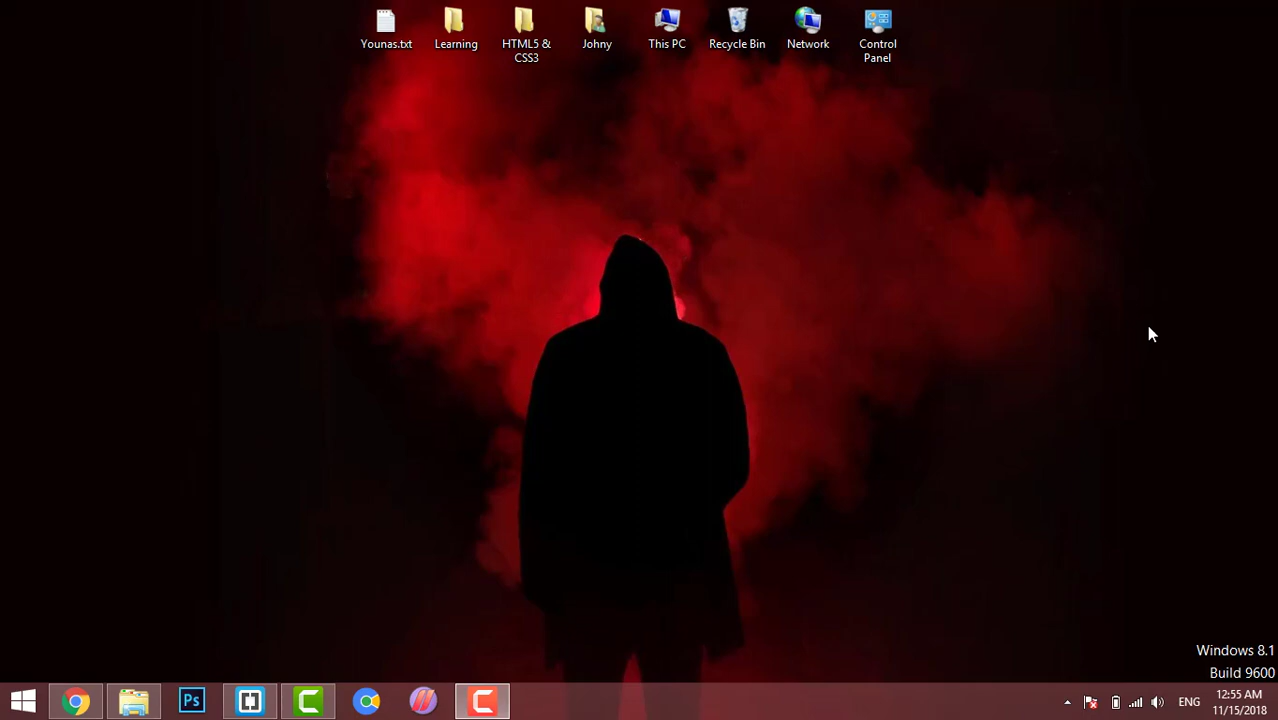 Younas.txt
Learning
HTML5 &
CSS3
Johny
This PC
Recycle Bin
Network
Control
Panel
Windows 8.1
Build 9600
Ps
ENG
12:55 AM
11/15/2018